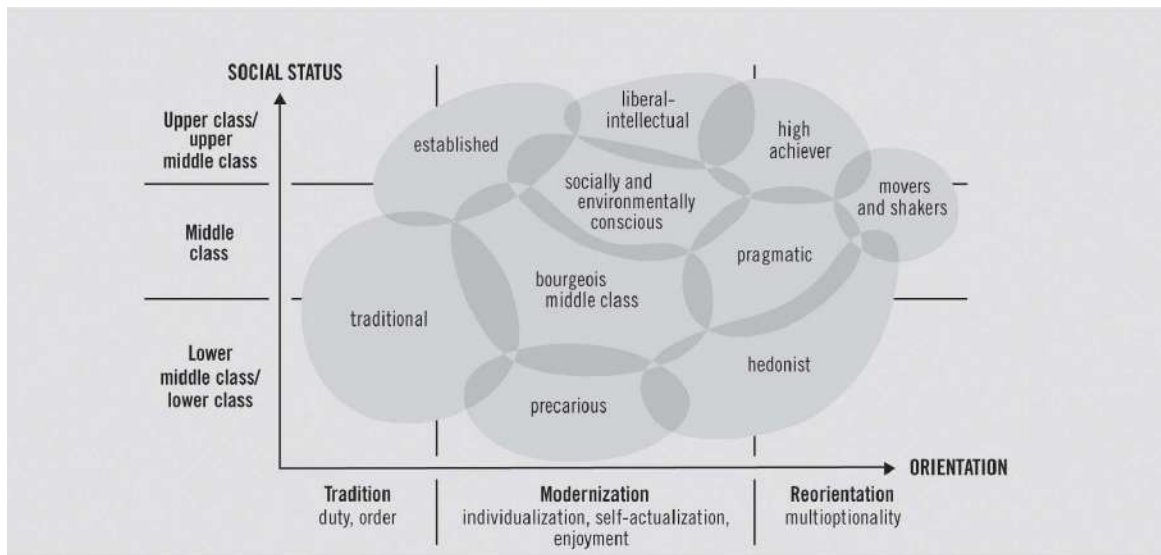 SOCIAL STATUS
Upper class/
upper
middle class
Middle
class
Lower
middle class/
lower class
established
liberal-
intellectual
high
achiever
movers
and shakers
socially and
environmentally
conscious
pragmatic
bourgeois
middle class
traditional
hedonist
precarious
ORIENTATION
Tradition
duty, order
Modernization
individualization, self-actualization,
enjoyment
Reorientation
multioptionality